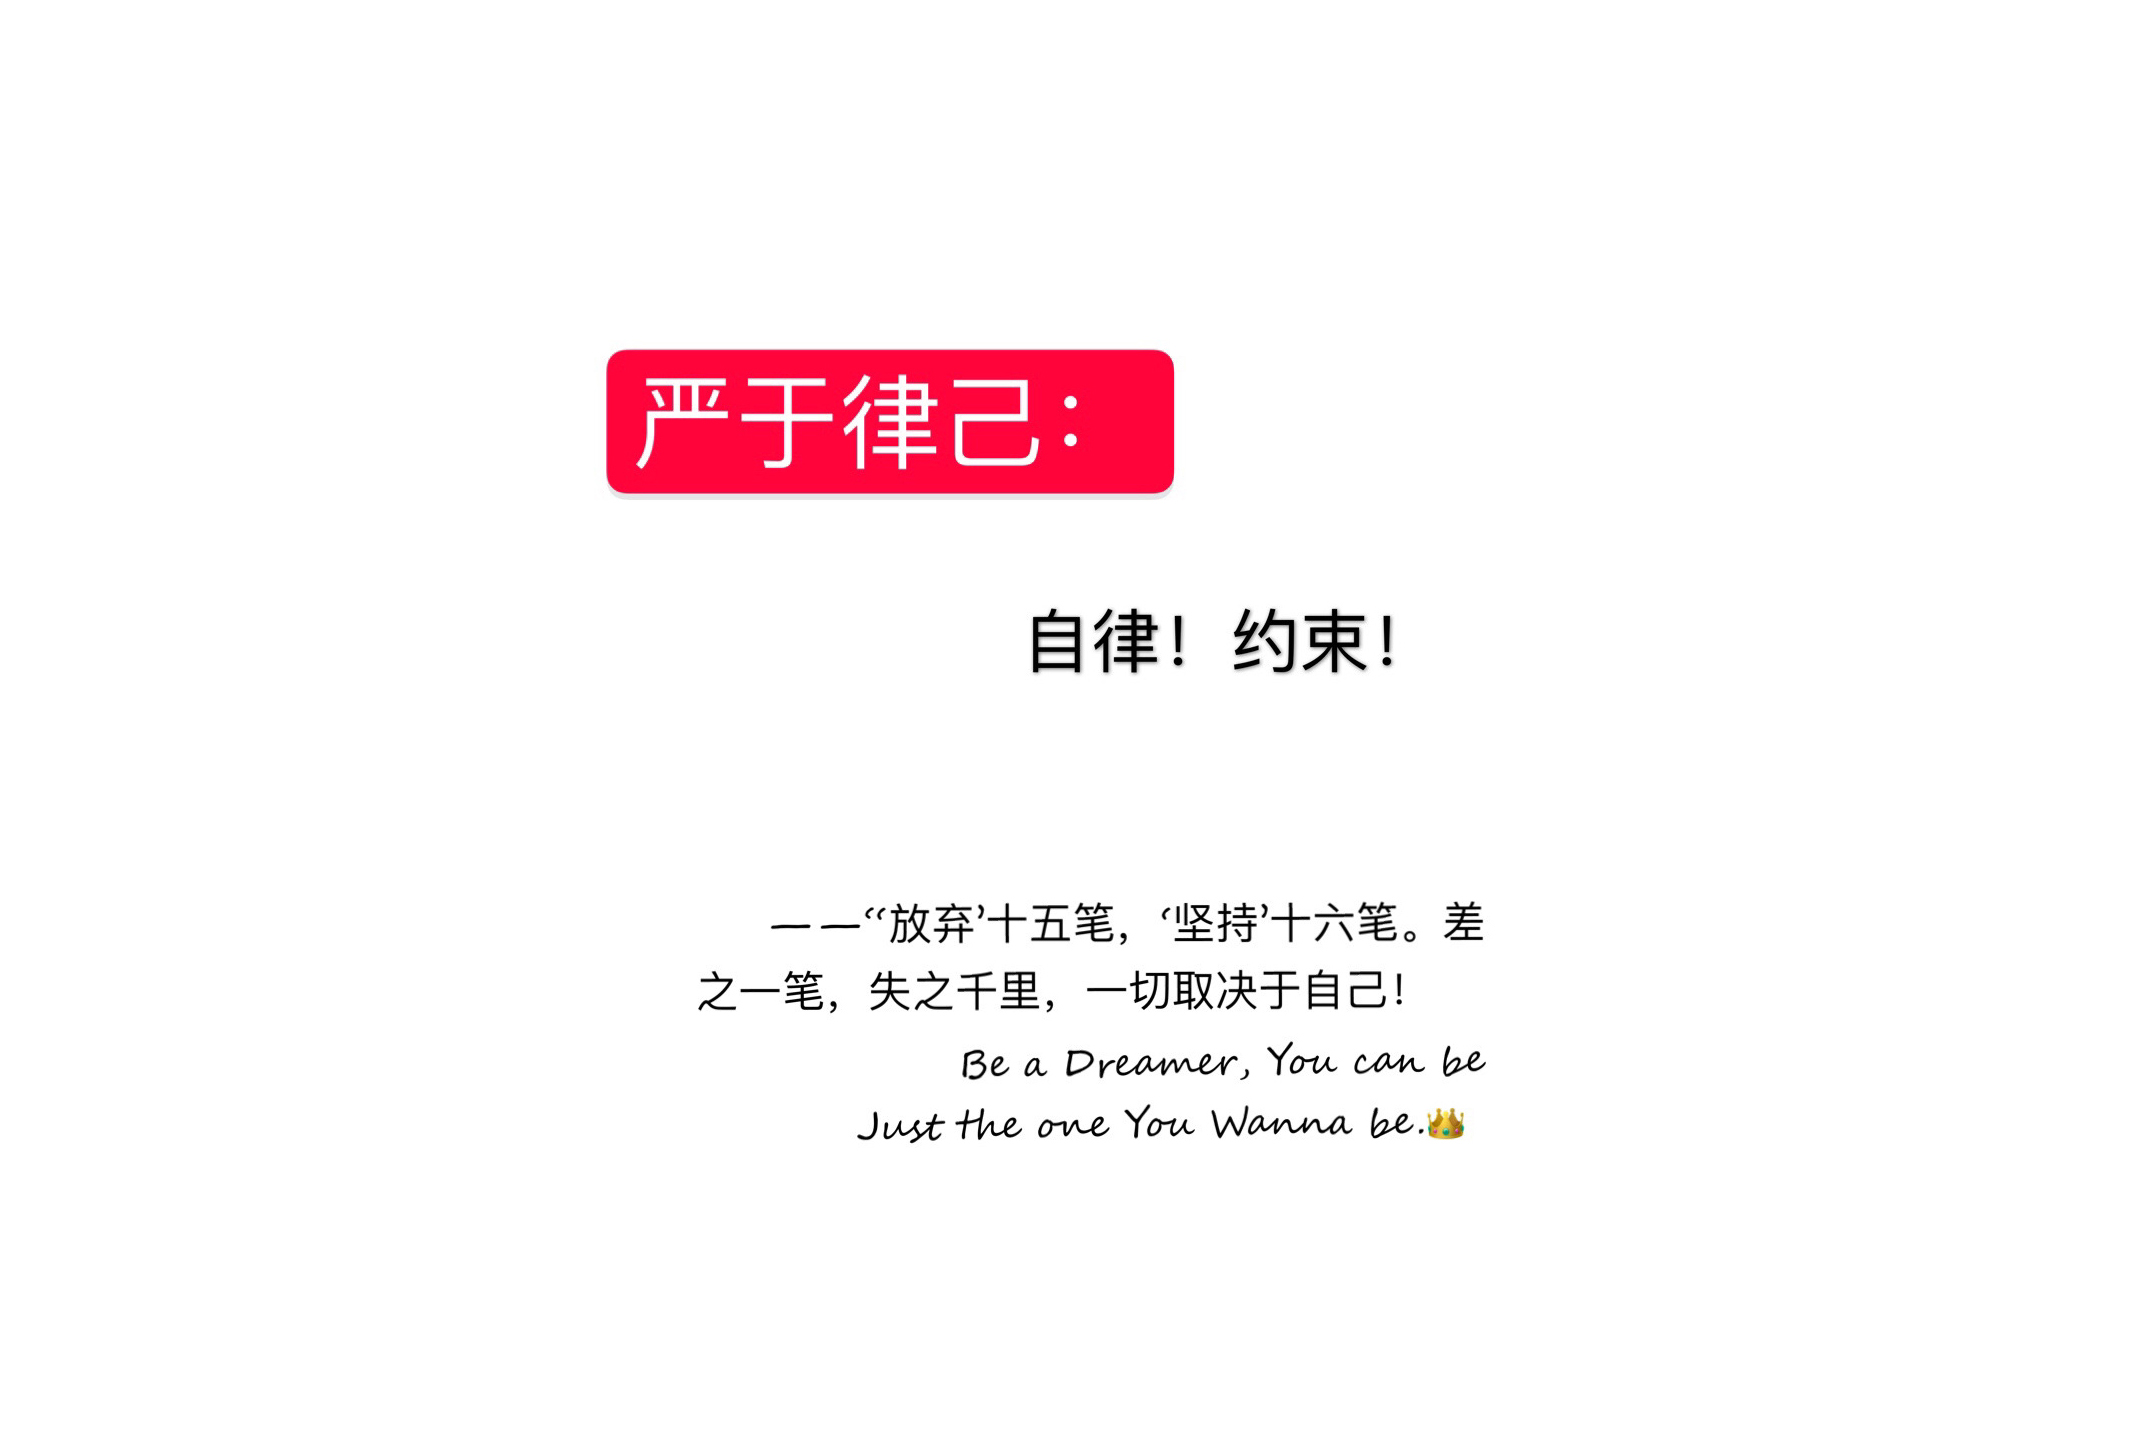 严于律己：
自律！约束！
——“‘放弃’十五笔，‘坚持’十六笔。差
之一笔，失之千里，一切取决于自己！
Be a Dreamer, You can be
Just the one You Wanna be.👑